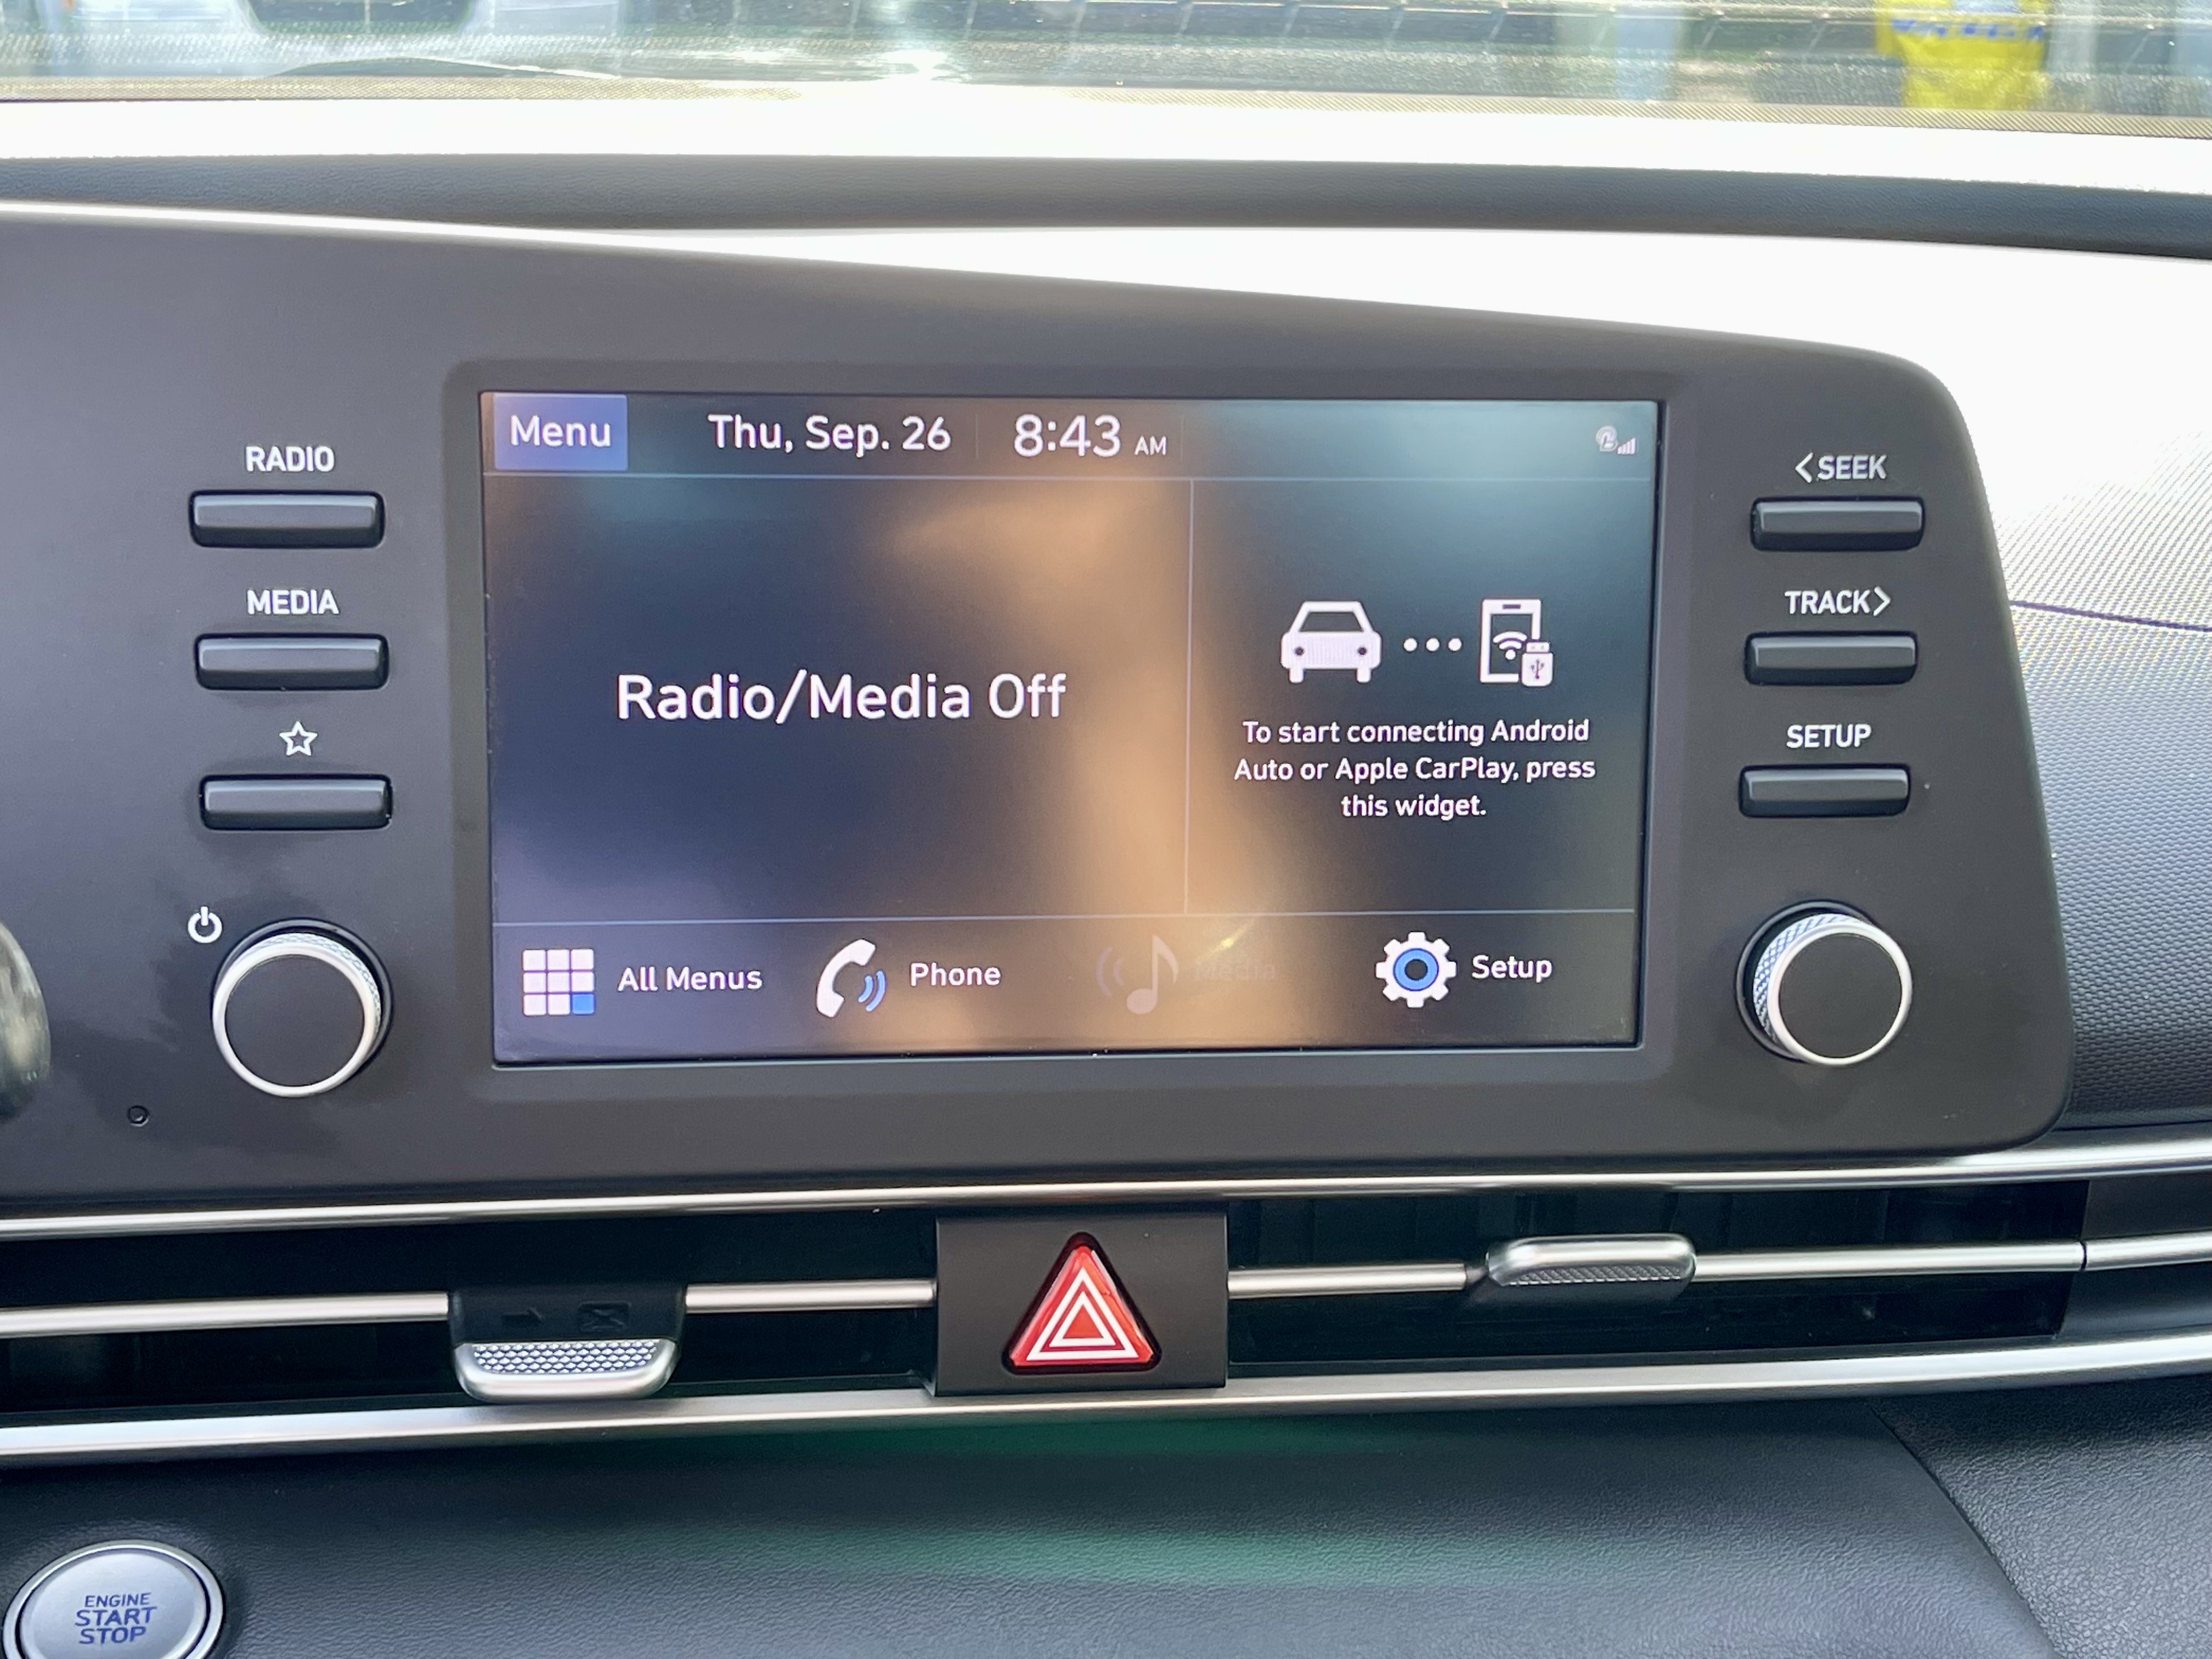 RADIO
MEDIA
Menu
Thu, Sep. 26
8:43 AM
Radio/Media Off
To start connecting Android
Auto or Apple CarPlay, press
this widget.
All Menus
Phone
Media
Setup
<SEEK
TRACK>
SETUP
ENGINE
START
STOP